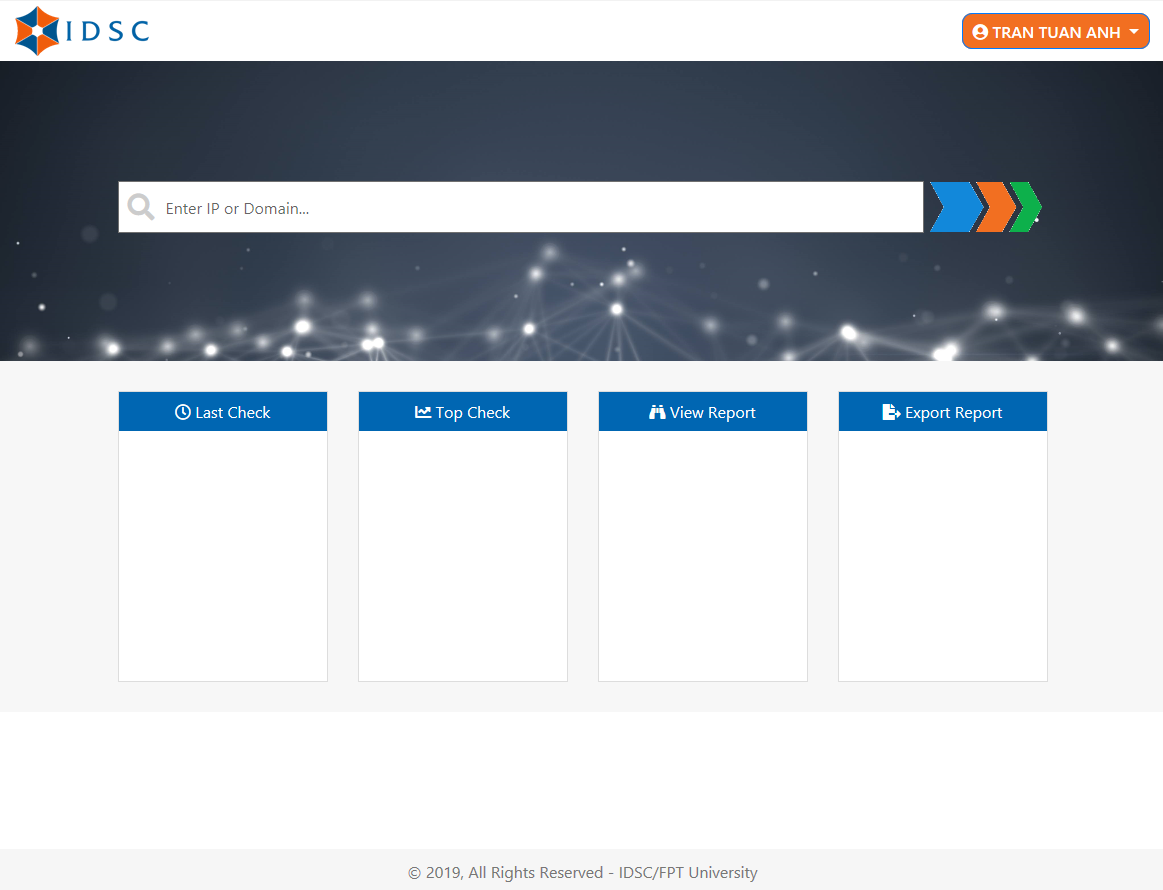 IDSC
TRAN TUAN ANH
Enter IP or Domain...
Last Check
Top Check
View Report
Export Report
© 2019, All Rights Reserved - IDSC/FPT University